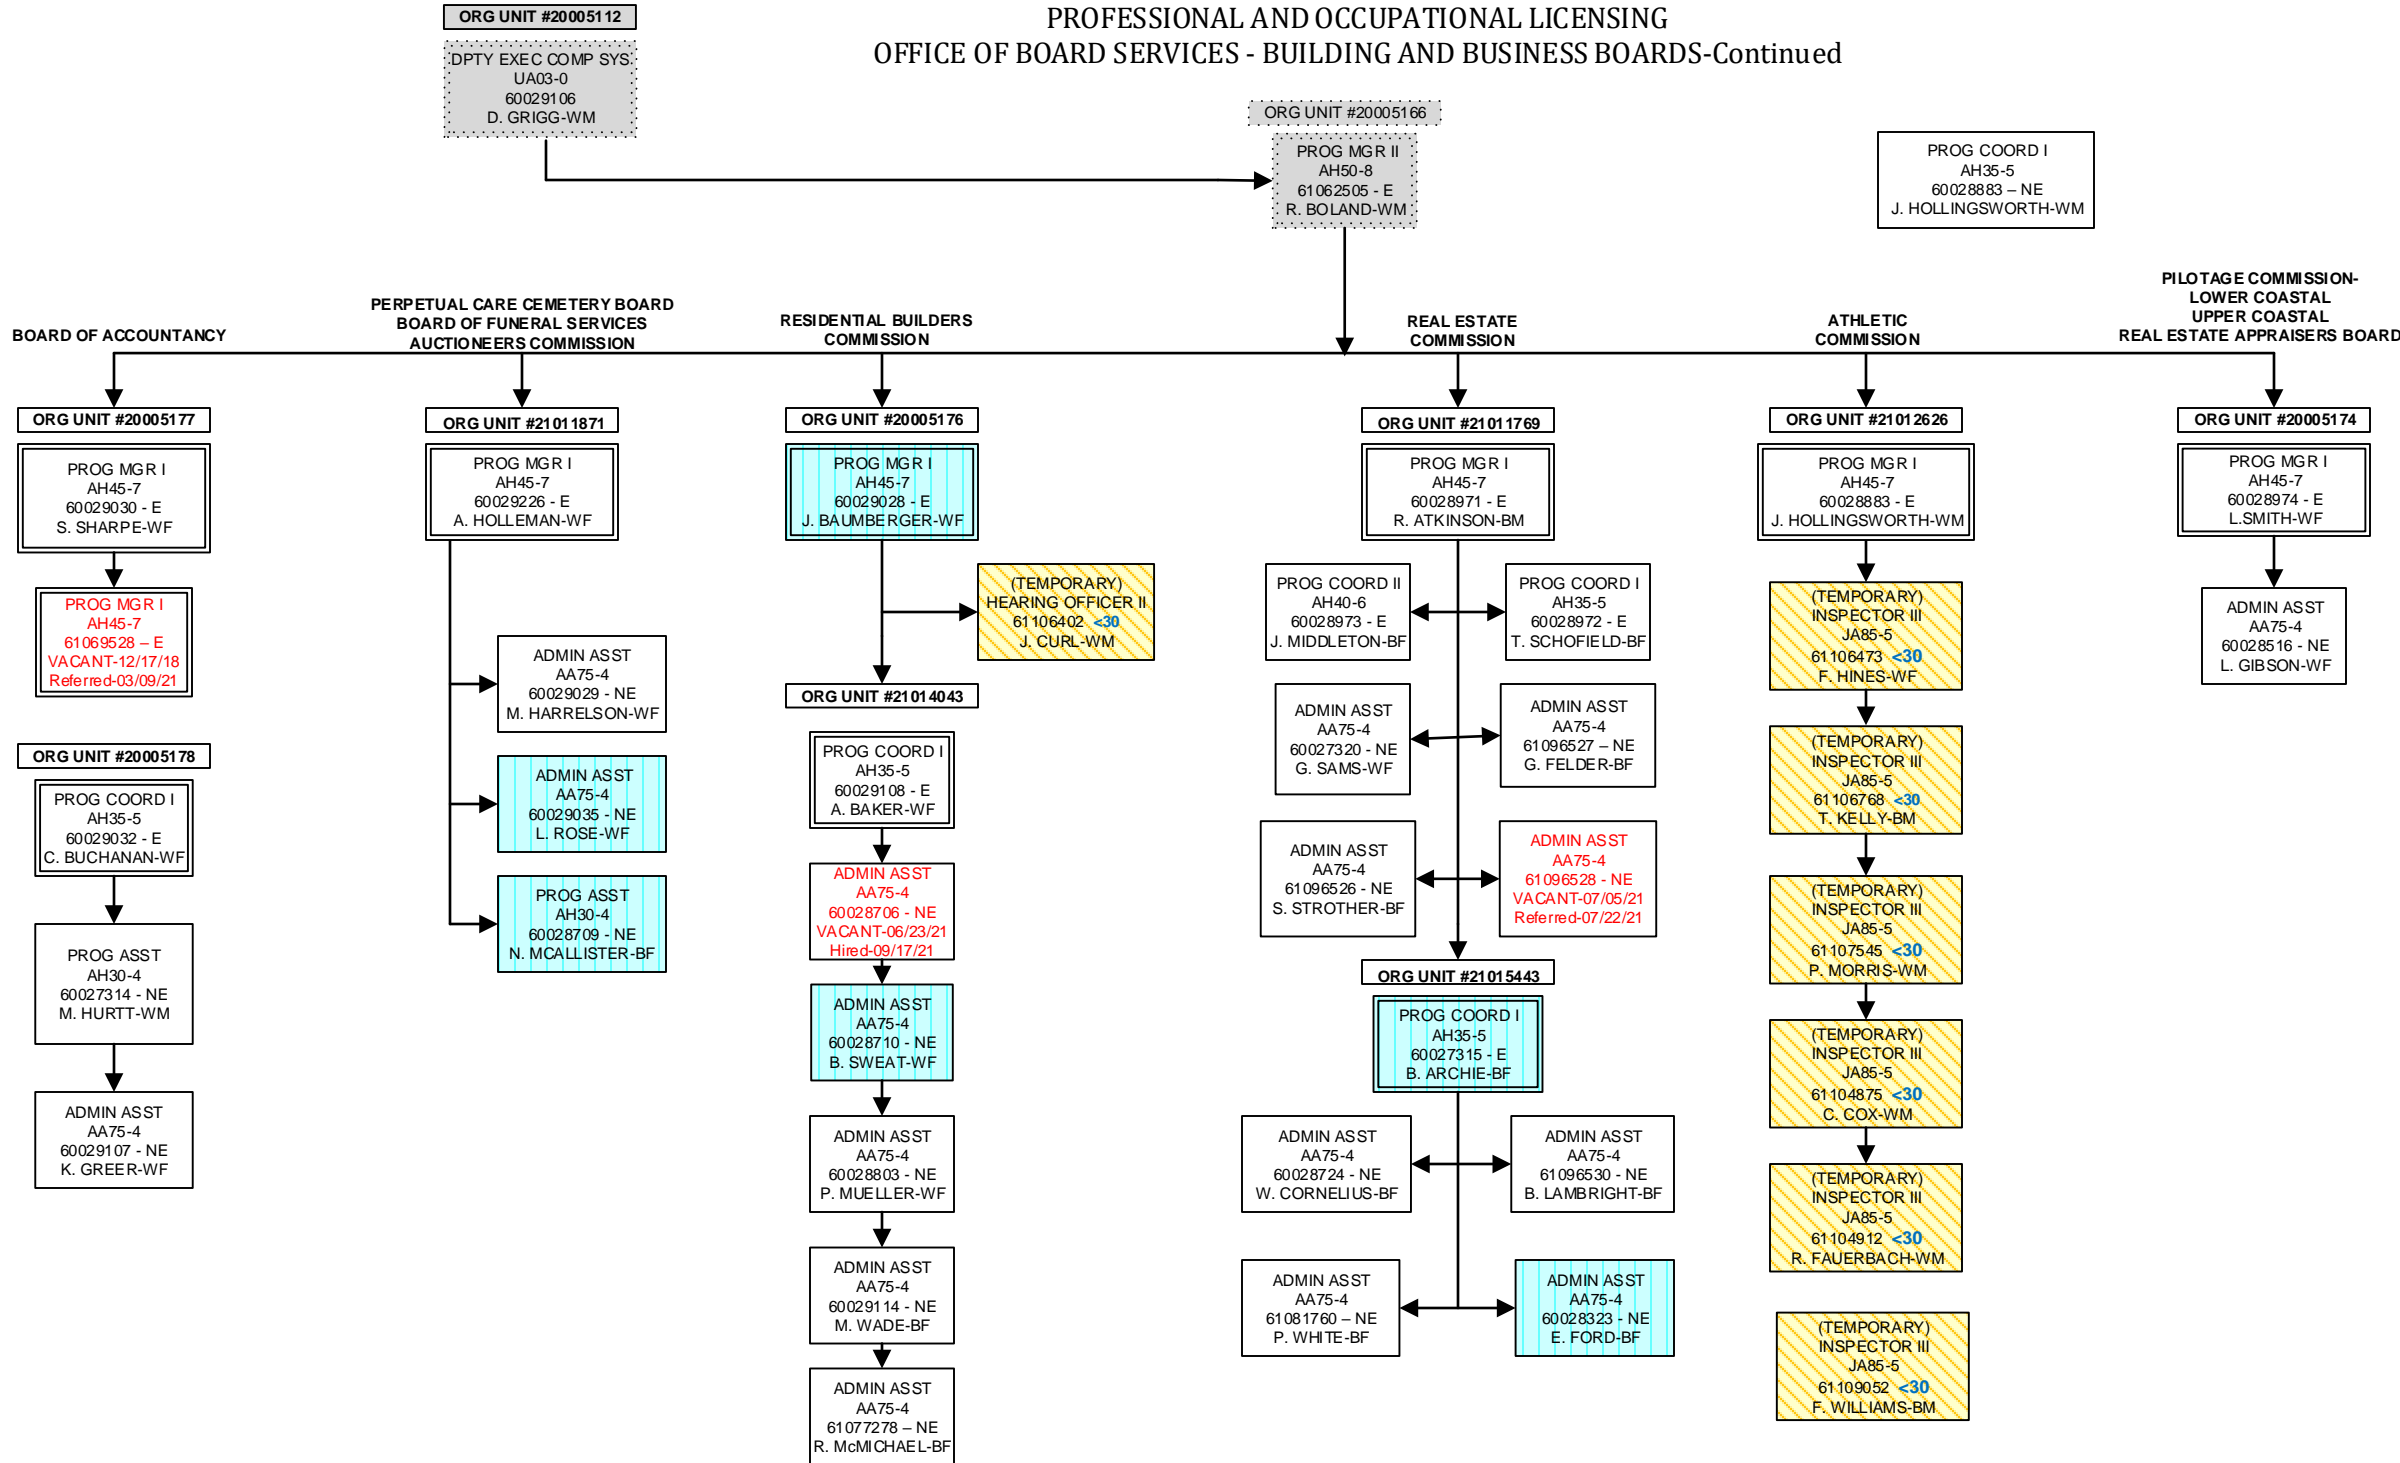 ORG UNIT #20005112
DPTY EXEC COMP SYS
UA03-0
60029106
D. GRIGG-WM
PROFESSIONAL AND OCCUPATIONAL LICENSING
OFFICE OF BOARD SERVICES - BUILDING AND BUSINESS BOARDS-Continued
ORG UNIT #20005166
PROG MGR II
AH50-8
61062505 - E
R. BOLAND-WM
PROG COORD I
AH35-5
60028883 – NE
J. HOLLINGSWORTH-WM
BOARD OF ACCOUNTANCY
ORG UNIT #20005177
PROG MGR I
AH45-7
60029030 - E
S. SHARPE-WF
PROG MGR I
AH45-7
61069528 – E
VACANT-12/17/18
Referred-03/09/21
ORG UNIT #20005178
PROG COORD I
AH35-5
60029032 - E
C. BUCHANAN-WF
PROG ASST
AH30-4
60027314 - NE
M. HURTT-WM
ADMIN ASST
AA75-4
60029107 - NE
K. GREER-WF
PERPETUAL CARE CEMETERY BOARD
BOARD OF FUNERAL SERVICES
AUCTIONEERS COMMISSION
ORG UNIT #21011871
PROG MGR I
AH45-7
60029226 - E
A. HOLLEMAN-WF
ADMIN ASST
AA75-4
60029029 - NE
M. HARRELSON-WF
ADMIN ASST
AA75-4
60029035 - NE
L. ROSE-WF
PROG ASST
AH30-4
60028709 - NE
N. MCALLISTER-BF
RESIDENTIAL BUILDERS
COMMISSION
ORG UNIT #20005176
PROG MGR I
AH45-7
60029028 - E
J. BAUMBERGER-WF
(TEMPORARY)
HEARING OFFICER II
61106402 <30
J. CURL-WM
ORG UNIT #21014043
PROG COORD I
AH35-5
60029108 - E
A. BAKER-WF
ADMIN ASST
AA75-4
60028706 - NE
VACANT-06/23/21
Hired-09/17/21
ADMIN ASST
AA75-4
60028710 - NE
B. SWEAT-WF
ADMIN ASST
AA75-4
60028803 - NE
P. MUELLER-WF
ADMIN ASST
AA75-4
60029114 - NE
M. WADE-BF
ADMIN ASST
AA75-4
61077278 – NE
R. McMICHAEL-BF
REAL ESTATE
COMMISSION
ORG UNIT #21011769
PROG MGR I
AH45-7
60028971 - E
R. ATKINSON-BM
PROG COORD II
AH40-6
60028973 - E
J. MIDDLETON-BF
PROG COORD I
AH35-5
60028972 - E
T. SCHOFIELD-BF
ADMIN ASST
AA75-4
60027320 - NE
G. SAMS-WF
ADMIN ASST
AA75-4
61096527 – NE
G. FELDER-BF
ADMIN ASST
AA75-4
61096526 - NE
S. STROTHER-BF
ADMIN ASST
AA75-4
61096528 - NE
VACANT-07/05/21
Referred-07/22/21
ORG UNIT #21015443
PROG COORD I
AH35-5
60027315 - E
B. ARCHIE-BF
ADMIN ASST
AA75-4
60028724 - NE
W. CORNELIUS-BF
ADMIN ASST
AA75-4
61096530 - NE
B. LAMBRIGHT-BF
ADMIN ASST
AA75-4
61081760 – NE
P. WHITE-BF
ADMIN ASST
AA75-4
60028323 - NE
E. FORD-BF
ATHLETIC
COMMISSION
ORG UNIT #21012626
PROG MGR I
AH45-7
60028883 - E
J. HOLLINGSWORTH-WM
(TEMPORARY)
INSPECTOR III
JA85-5
61106473 <30
F. HINES-WF
(TEMPORARY)
INSPECTOR III
JA85-5
61106768 <30
T. KELLY-BM
(TEMPORARY)
INSPECTOR III
JA85-5
61107545 <30
P. MORRIS-WM
(TEMPORARY)
INSPECTOR III
JA85-5
61104875 <30
C. COX-WM
(TEMPORARY)
INSPECTOR III
JA85-5
61104912 <30
R. FAUERBACH-WM
(TEMPORARY)
INSPECTOR III
JA85-5
61109052 <30
F. WILLIAMS-BM
PILOTAGE COMMISSION-
LOWER COASTAL
UPPER COASTAL
REAL ESTATE APPRAISERS BOARD
ORG UNIT #20005174
PROG MGR I
AH45-7
60028974 - E
L.SMITH-WF
ADMIN ASST
AA75-4
60028516 - NE
L. GIBSON-WF